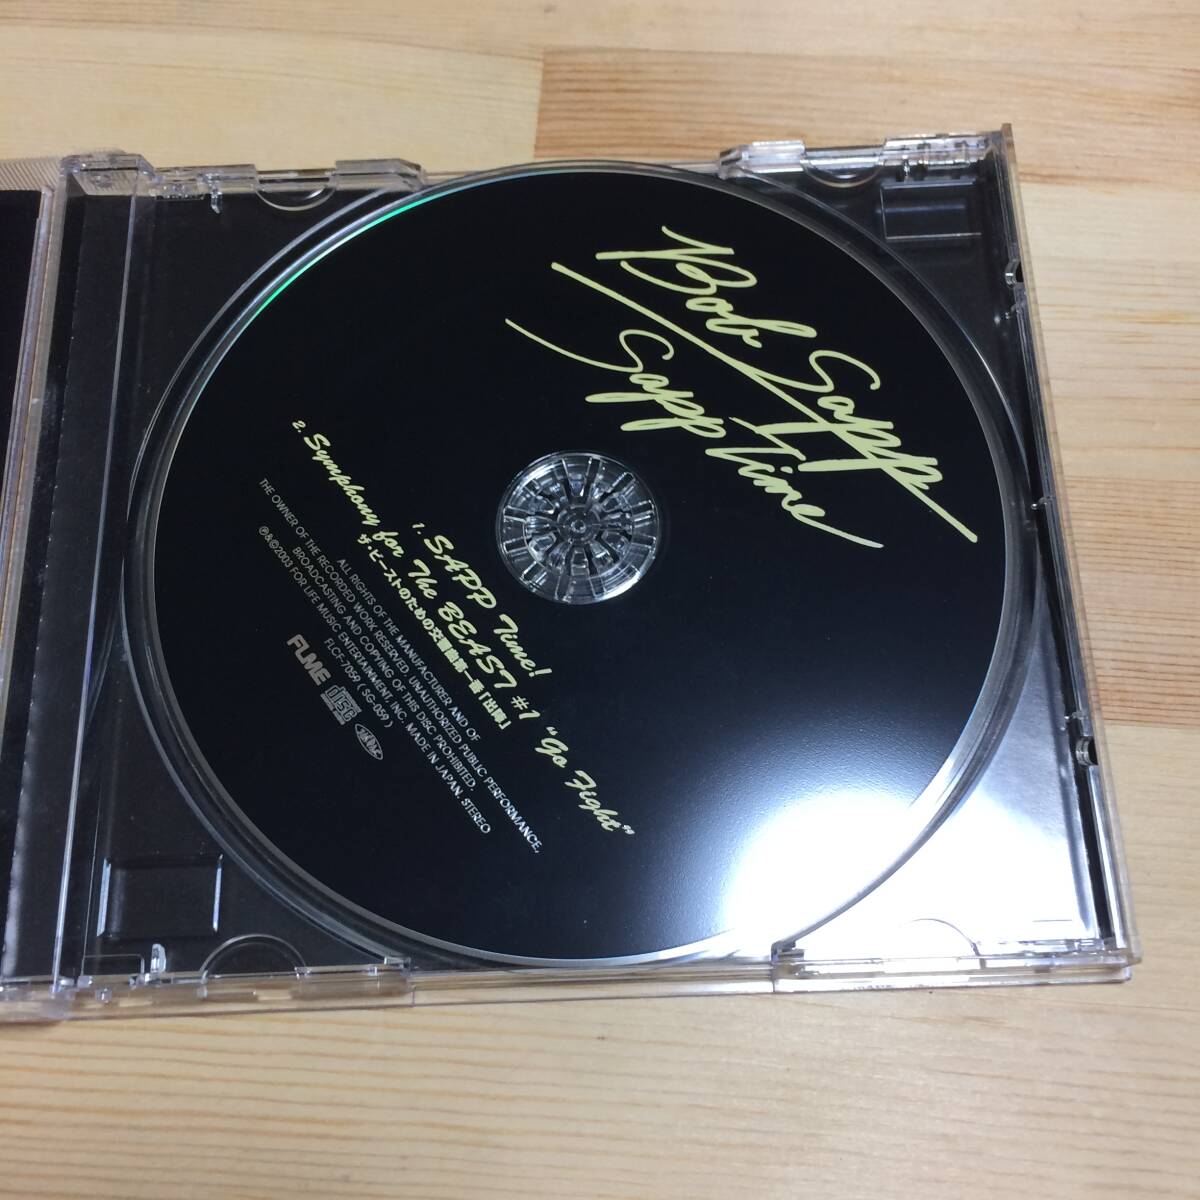 Bob Sapp
Sapp Time
1. SAPP Time!
2. Symphony for The BEAST #1 "Go Fight"
ザ・ビーストのための交響曲第一番「出陣」
ALL RIGHTS OF THE MANUFACTURER AND OF
THE OWNER OF THE RECORDED WORK RESERVED. UNAUTHORIZED PUBLIC PERFORMANCE,
BROADCASTING AND COPYING OF THIS DISC PROHIBITED.
℗&©2003 FOR LIFE MUSIC ENTERTAINMENT, INC. MADE IN JAPAN. STEREO
FLCF-7059 (SG-059)
FLME
disc